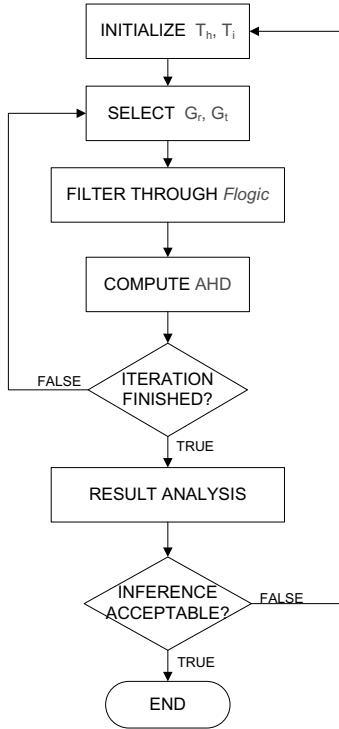 INITIALIZE Th, Ti
SELECT Gr, Gt
FILTER THROUGH Flogic
COMPUTE AHD
ITERATION
FINISHED?
FALSE
TRUE
RESULT ANALYSIS
INFERENCE
ACCEPTABLE?
FALSE
TRUE
END